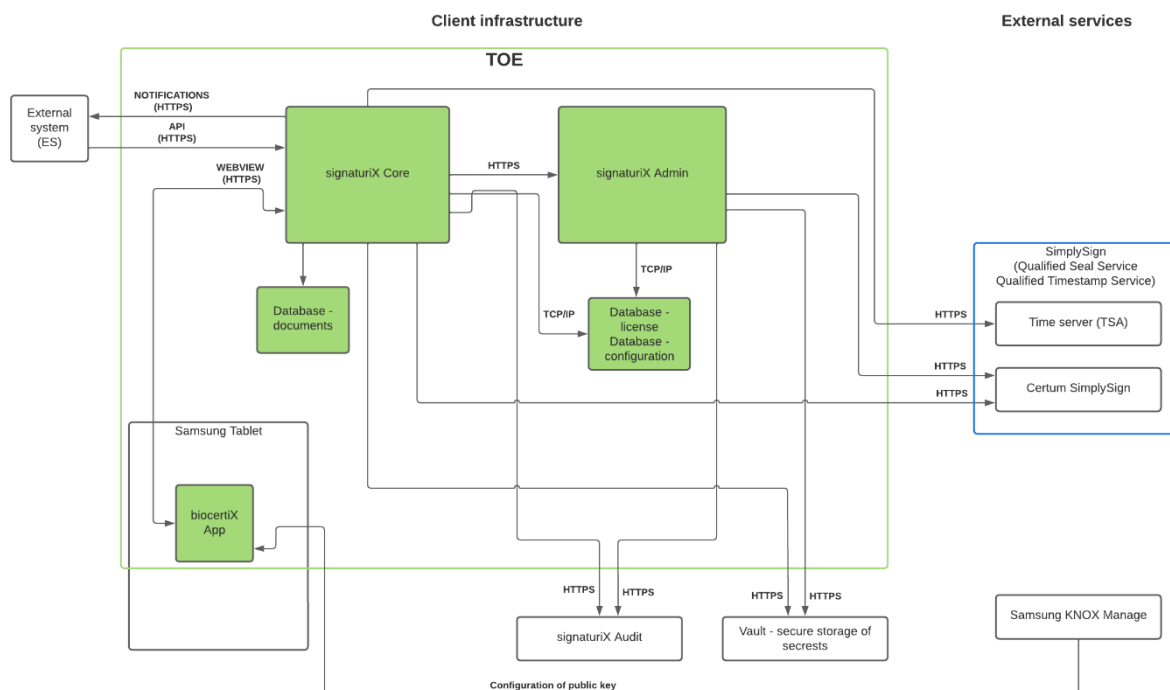 Client infrastructure
External services
TOE
NOTIFICATIONS
(HTTPS)
External
system
(ES)
API
(HTTPS)
WEBVIEW
(HTTPS)
signaturiX Core
HTTPS
signaturiX Admin
TCP/IP
SimplySign
(Qualified Seal Service
Qualified Timestamp Service)
Database -
documents
TCP/IP
Database -
license
Database -
configuration
HTTPS
Time server (TSA)
HTTPS
Certum SimplySign
HTTPS
Samsung Tablet
biocertiX
App
HTTPS
HTTPS
HTTPS
HTTPS
signaturiX Audit
Vault - secure storage of
secrests
Samsung KNOX Manage
Configuration of public key